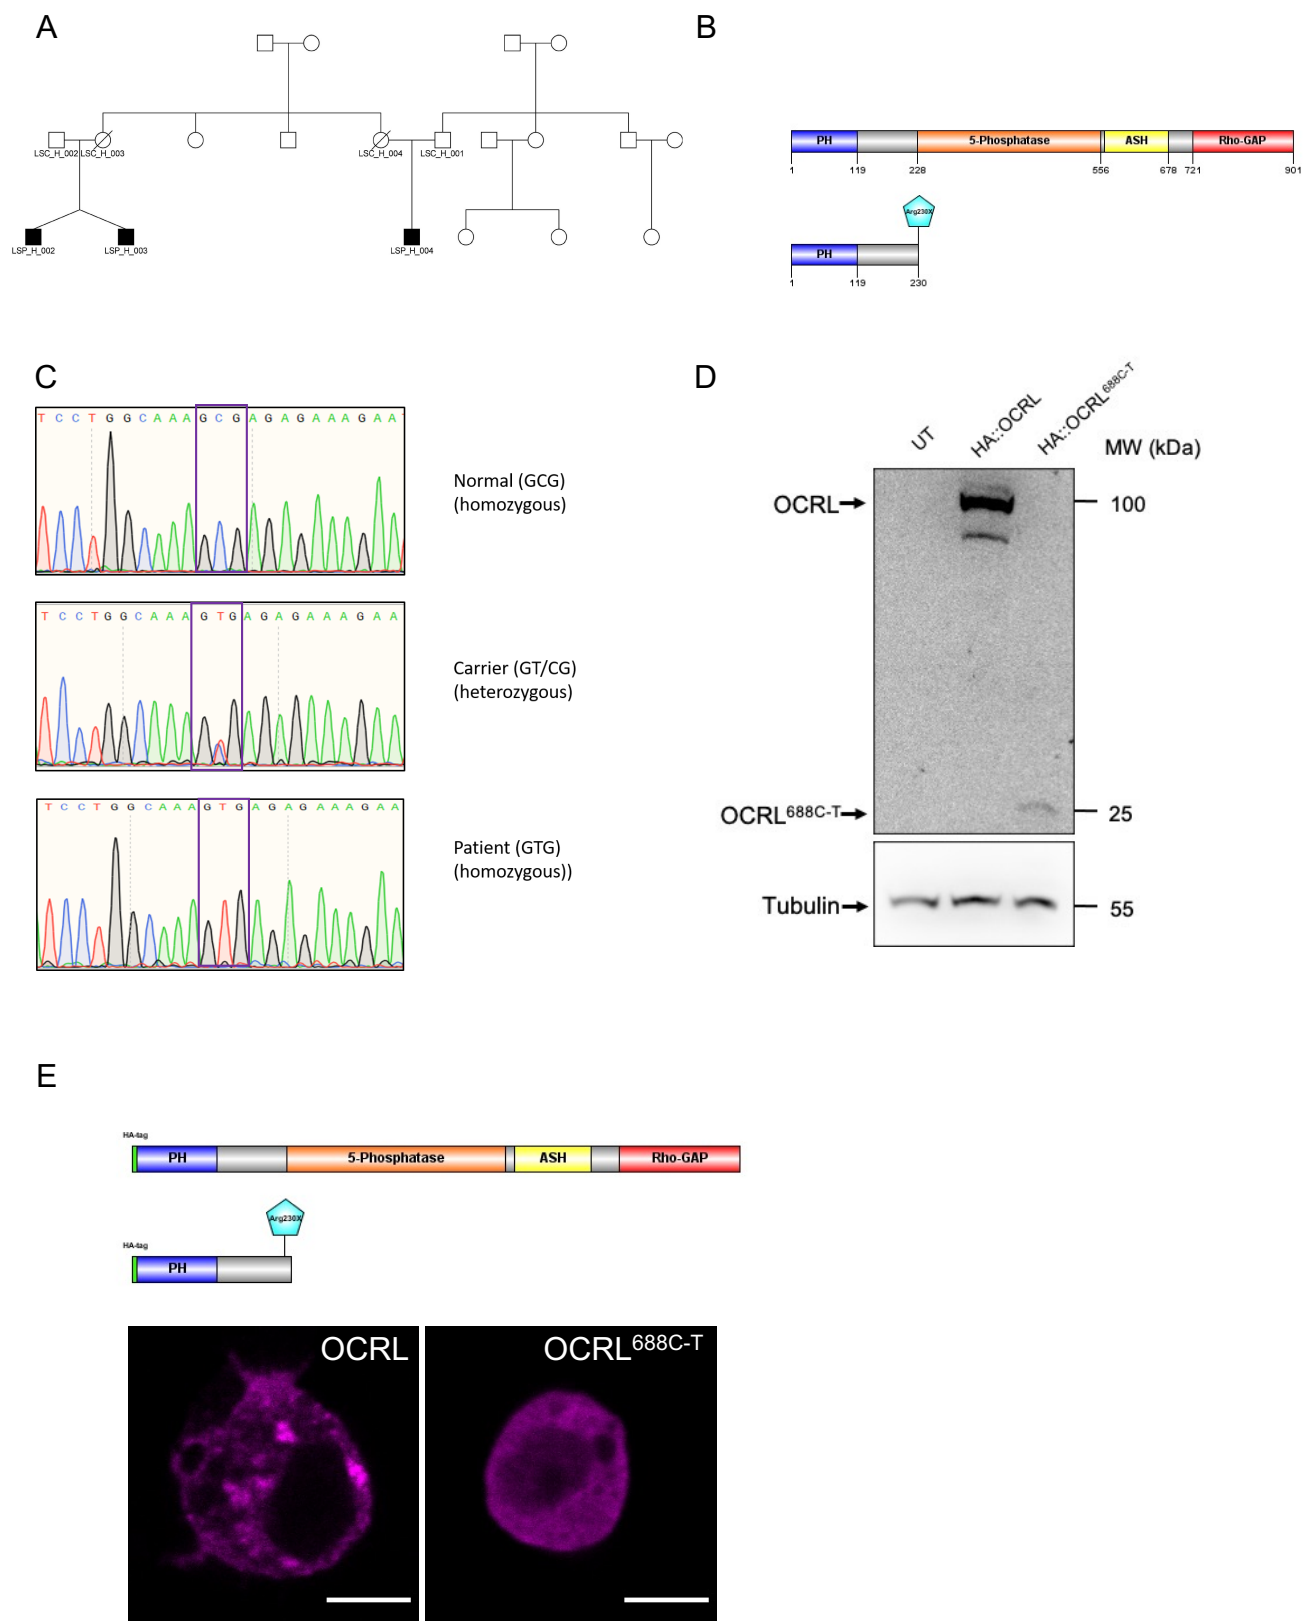 A
LSC_H_002
LSC_H_003
LSC_H_004
LSC_H_001
LSP_H_002
LSP_H_003
LSP_H_004
B
PH
5-Phosphatase
ASH
Rho-GAP
1
119
228
556
678
721
901
Arg230X
PH
1
119
230
C
T C C T G G C A A A G C G A G A G A A A G A A
Normal (GCG)
(homozygous)
T C C T G G C A A A G T G A G A G A A A G A A
Carrier (GT/CG)
(heterozygous)
T C C T G G C A A A G T G A G A G A A A G A A
Patient (GTG)
(homozygous))
D
UT
HA::OCRL
HA::OCRL688C-T
MW (kDa)
OCRL
100
OCRL688C-T
25
Tubulin
55
E
HA-tag
PH
5-Phosphatase
ASH
Rho-GAP
Arg230X
HA-tag
PH
OCRL
OCRL688C-T